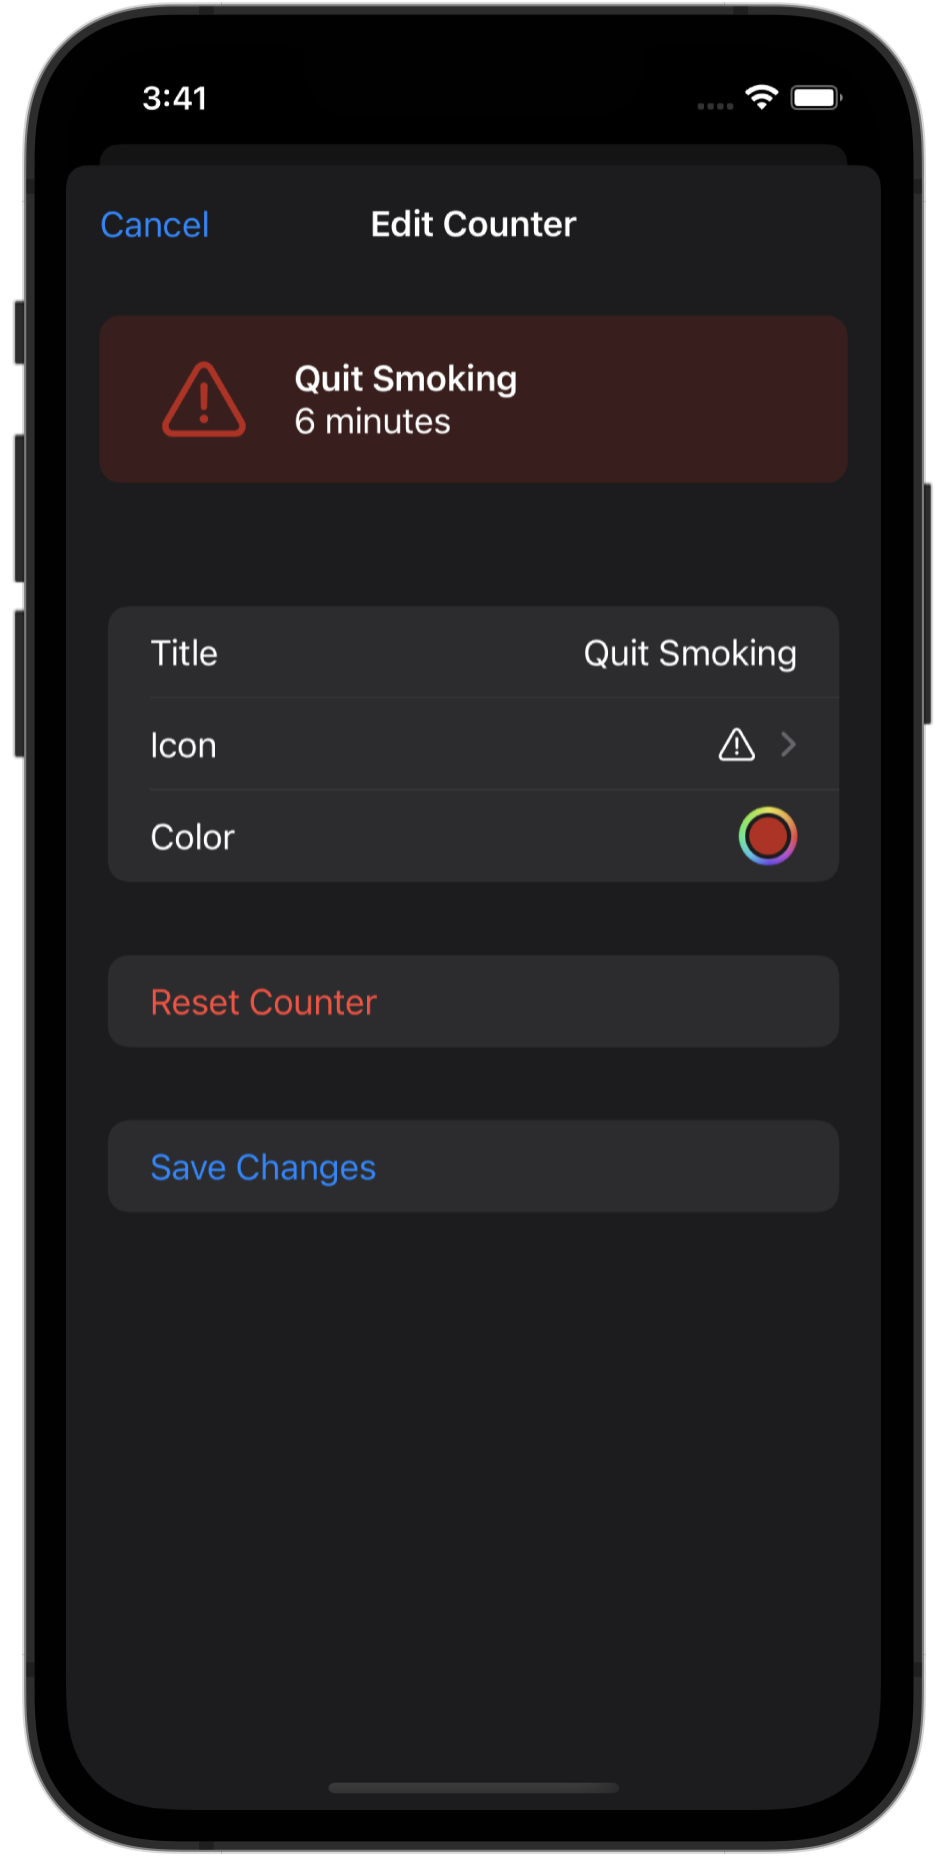 3:41
Cancel
Edit Counter
Quit Smoking
6 minutes
Title
Quit Smoking
Icon
Color
Reset Counter
Save Changes